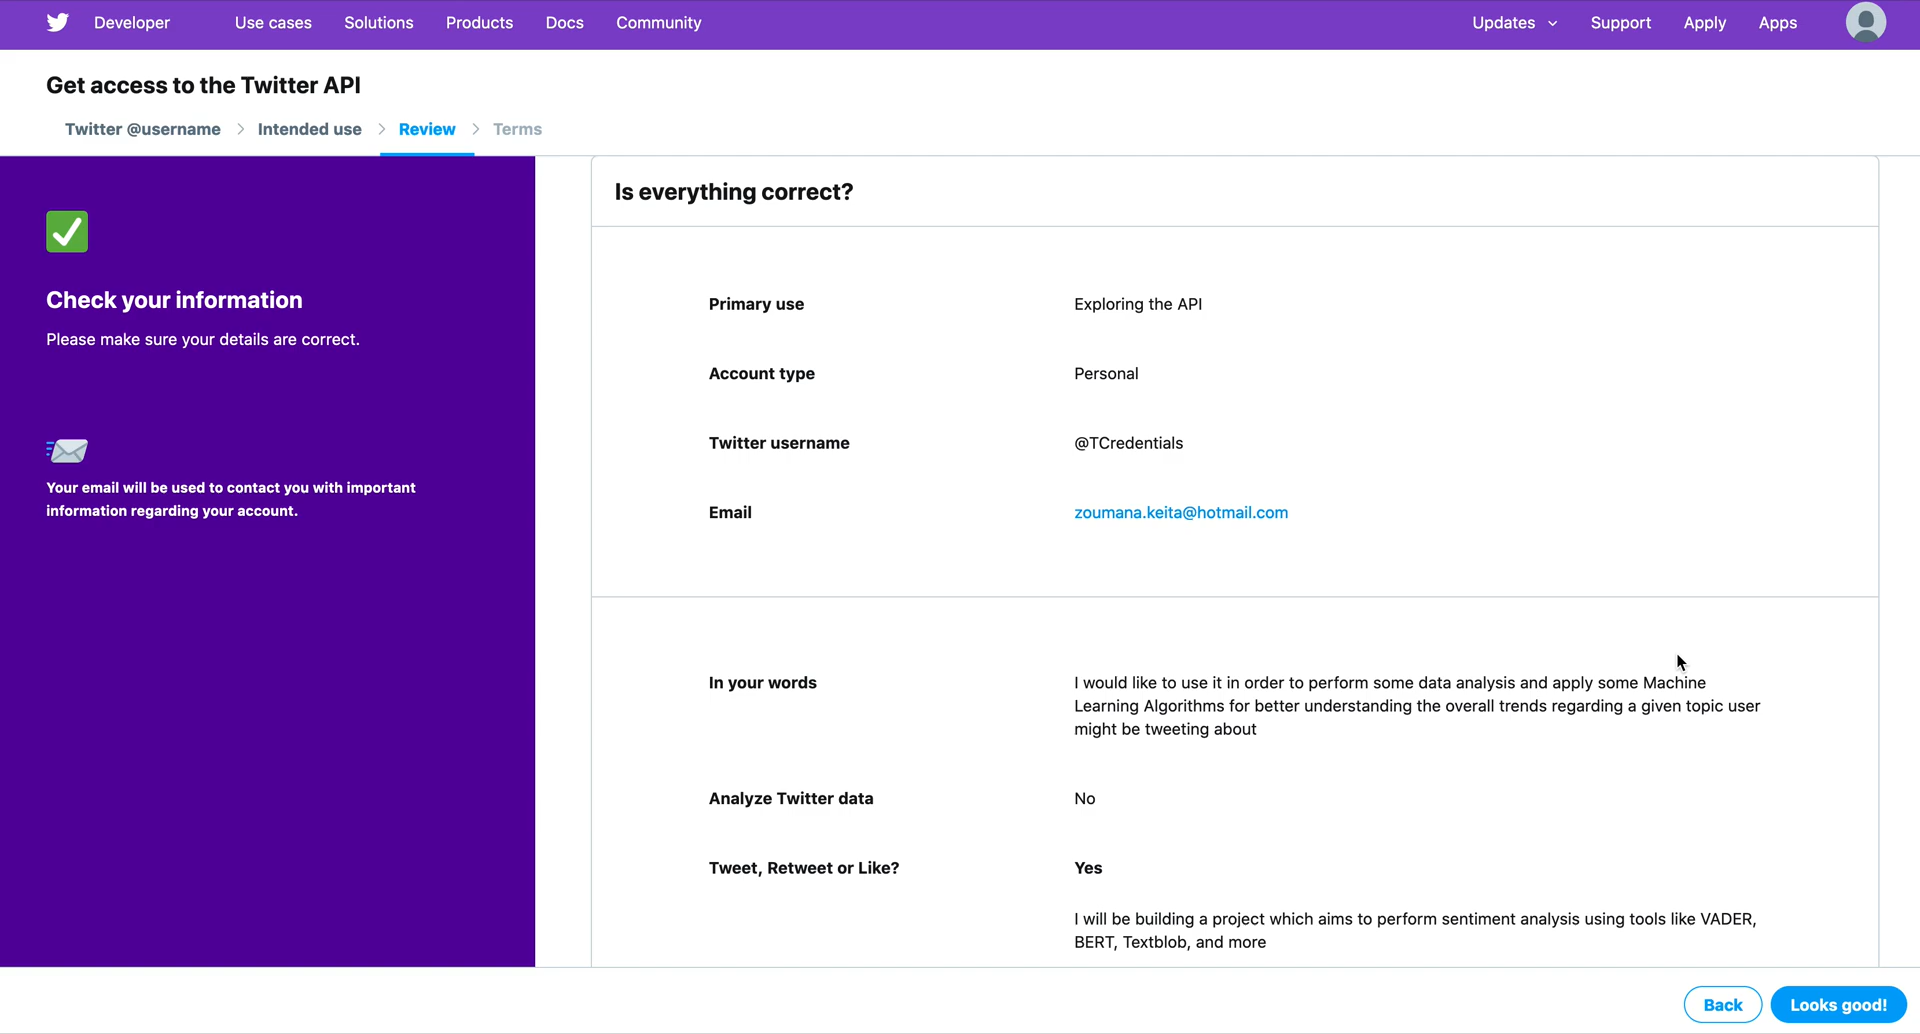 Developer Use cases Solutions Products Docs Community Updates Support Apply Apps
Get access to the Twitter API
Twitter @username > Intended use > Review > Terms
Check your information
Please make sure your details are correct.
Your email will be used to contact you with important
information regarding your account.
Is everything correct?
Primary use Exploring the API
Account type Personal
Twitter username @TCredentials
Email zoumana.keita@hotmail.com
In your words I would like to use it in order to perform some data analysis and apply some Machine
Learning Algorithms for better understanding the overall trends regarding a given topic user
might be tweeting about
Analyze Twitter data No
Tweet, Retweet or Like? Yes
I will be building a project which aims to perform sentiment analysis using tools like VADER,
BERT, Textblob, and more
Back Looks good!